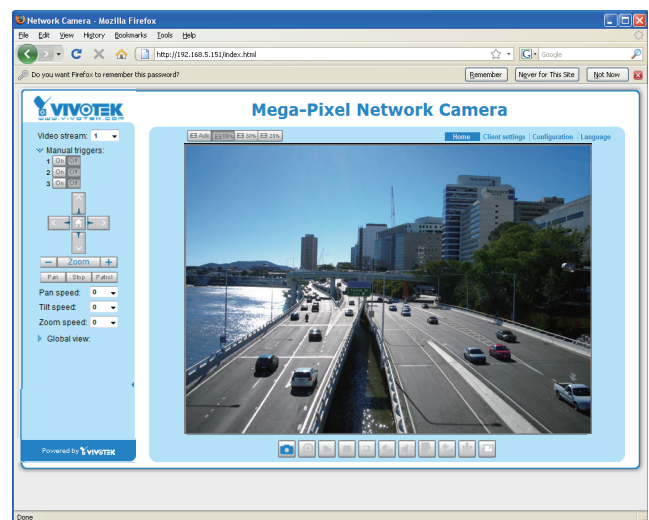 Network Camera - Mozilla Firefox
File Edit View History Bookmarks Tools Help
http://192.168.5.151/index.html
Google
Do you want Firefox to remember this password?
Remember Never for This Site Not Now
VIVOTEK
WWW.VIVOTEK.COM
Mega-Pixel Network Camera
Video stream: 1
Manual triggers:
1 On Off
2 On Off
3 On Off
Auto 100% 50% 25%
Home Client settings Configuration Language
Zoom
Pan Stop Patrol
Pan speed: 0
Tilt speed: 0
Zoom speed: 0
Global view:
Powered by VIVOTEK
Done